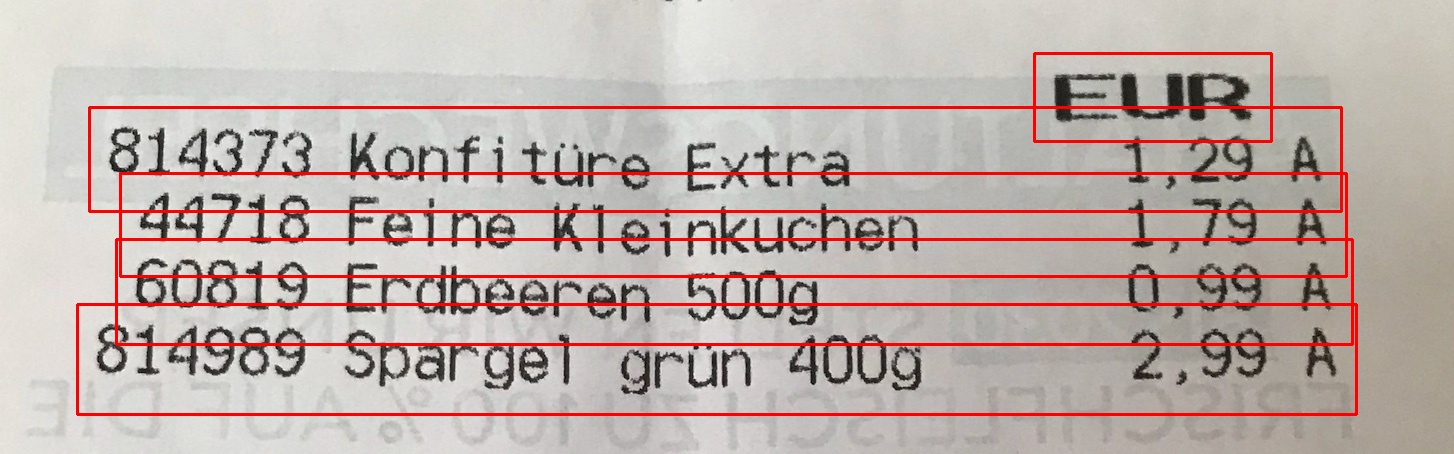 EUR
814373 Konfitüre Extra 1,29 A
44718 Feine Kleinkuchen 1,79 A
60819 Erdbeeren 500g 0,99 A
814989 Spargel grün 400g 2,99 A